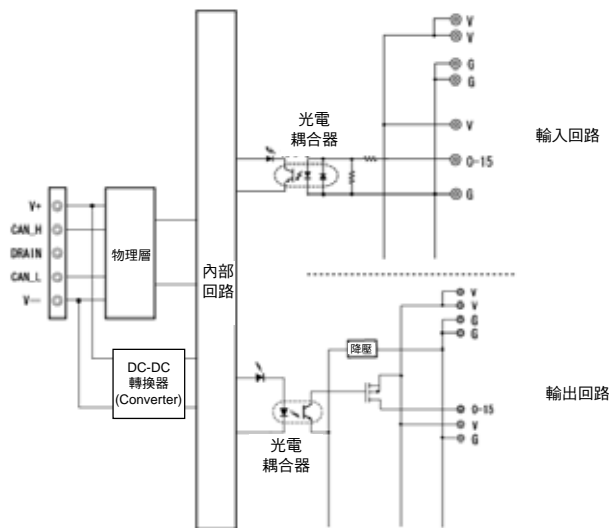 V
V
G
G
光電
耦合器
V
輸入回路
0-15
G
V+
CAN_H
DRAIN
CAN_L
V—
物理層
內部
回路
V
V
G
G
降壓
DC-DC
轉換器
(Converter)
輸出回路
0-15
V
G
光電
耦合器